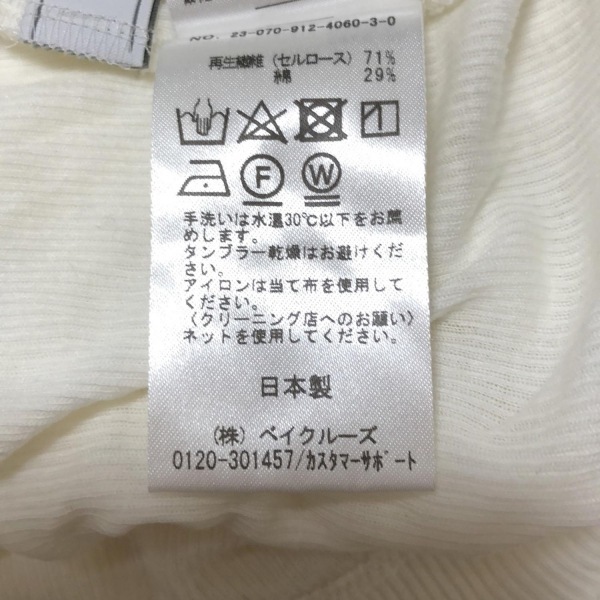 NO. 23-070-912-4060-3-0
再生繊維 (セルロース) 71%
綿 29%
F
W
手洗いは水温30℃以下をお薦
めします。
タンブラー乾燥はお避けくだ
さい。
アイロンは当て布を使用して
ください。
〈クリーニング店へのお願い〉
ネットを使用してください。
日本製
(株) ベイクルーズ
0120-301457/カスタマーサポート